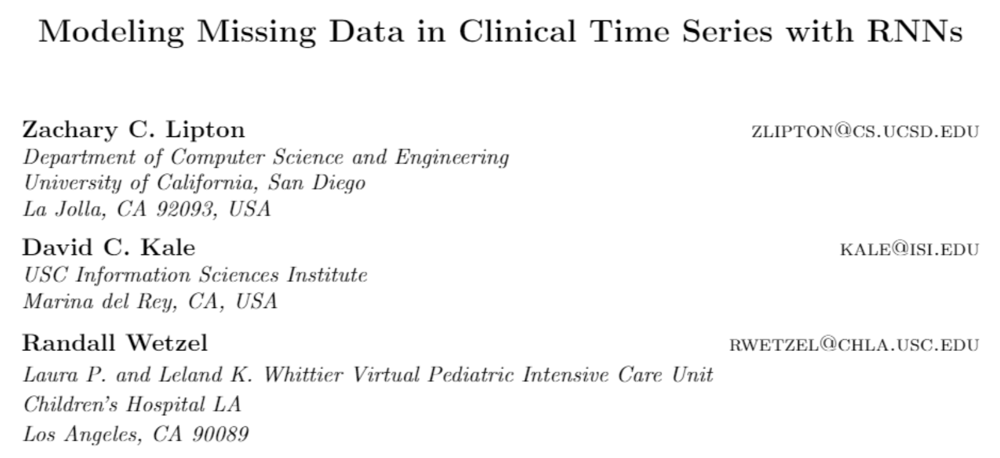 Modeling Missing Data in Clinical Time Series with RNNs
Zachary C. Lipton ZLIPTON@CS.UCSD.EDU
Department of Computer Science and Engineering
University of California, San Diego
La Jolla, CA 92093, USA
David C. Kale KALE@ISI.EDU
USC Information Sciences Institute
Marina del Rey, CA, USA
Randall Wetzel RWETZEL@CHLA.USC.EDU
Laura P. and Leland K. Whittier Virtual Pediatric Intensive Care Unit
Children's Hospital LA
Los Angeles, CA 90089